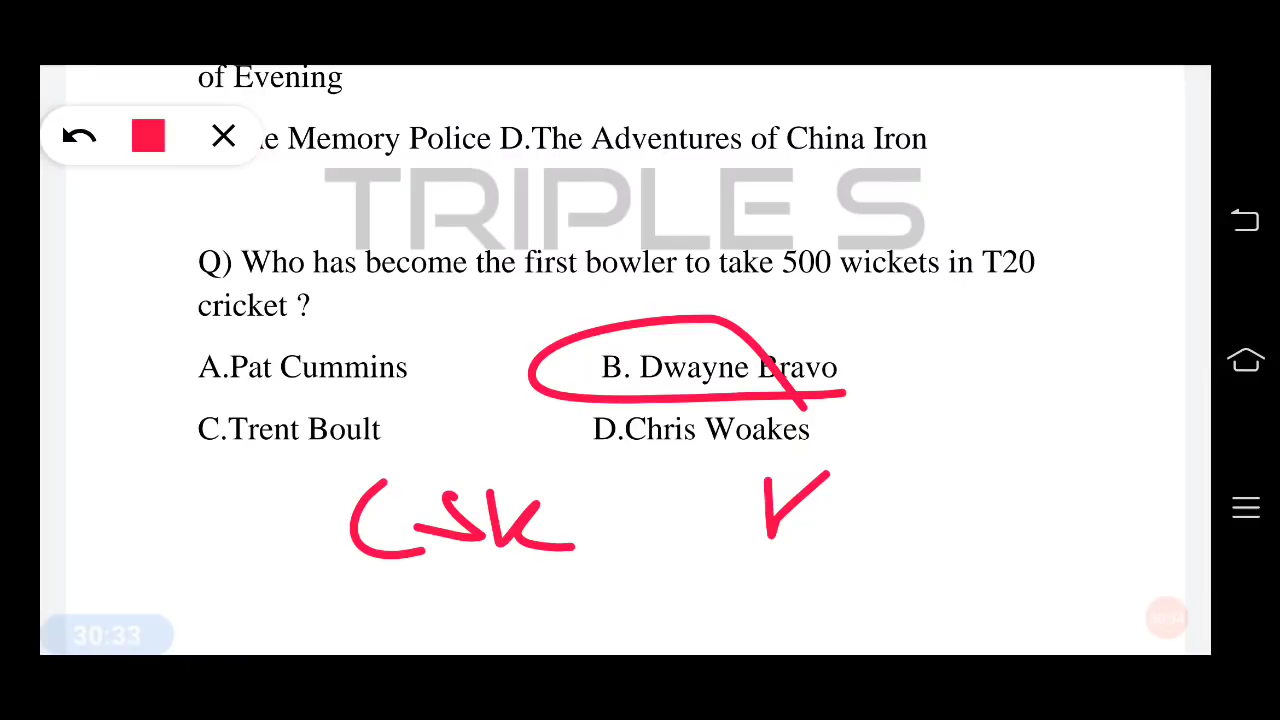 of Evening
e Memory Police D.The Adventures of China Iron
TRIPLE S
Q) Who has become the first bowler to take 500 wickets in T20
cricket ?
A.Pat Cummins B. Dwayne Bravo
C.Trent Boult D.Chris Woakes
CSK
30:33